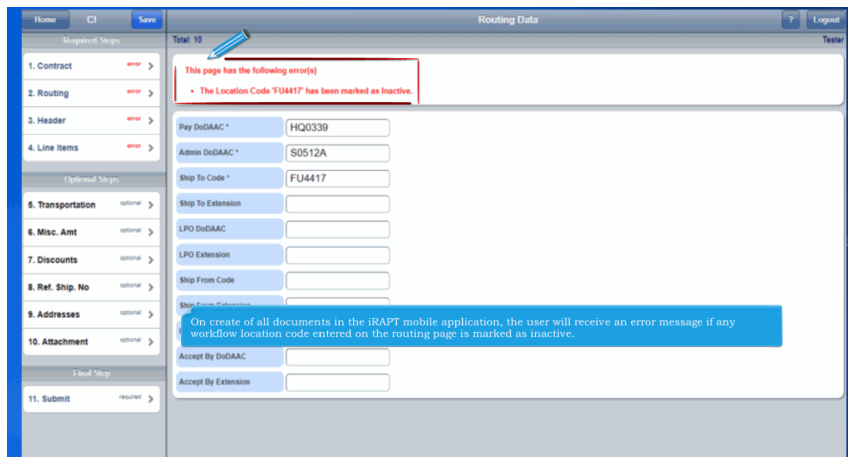 Home CI Save Routing Data ? Logout
Required Steps Total: 10 Tester
This page has the following error(s)
• The Location Code 'FU4417' has been marked as Inactive.
1. Contract error
2. Routing error
3. Header error
4. Line Items error
Optional Steps
5. Transportation optional
6. Misc. Amt optional
7. Discounts optional
8. Ref. Ship. No optional
9. Addresses optional
10. Attachment optional
Final Step
11. Submit required
Pay DoDAAC * HQ0339
Admin DoDAAC * S0512A
Ship To Code * FU4417
Ship To Extension
LPO DoDAAC
LPO Extension
Ship From Code
Ship From Extension
On create of all documents in the iRAPT mobile application, the user will receive an error message if any
workflow location code entered on the routing page is marked as inactive.
Accept By DoDAAC
Accept By Extension